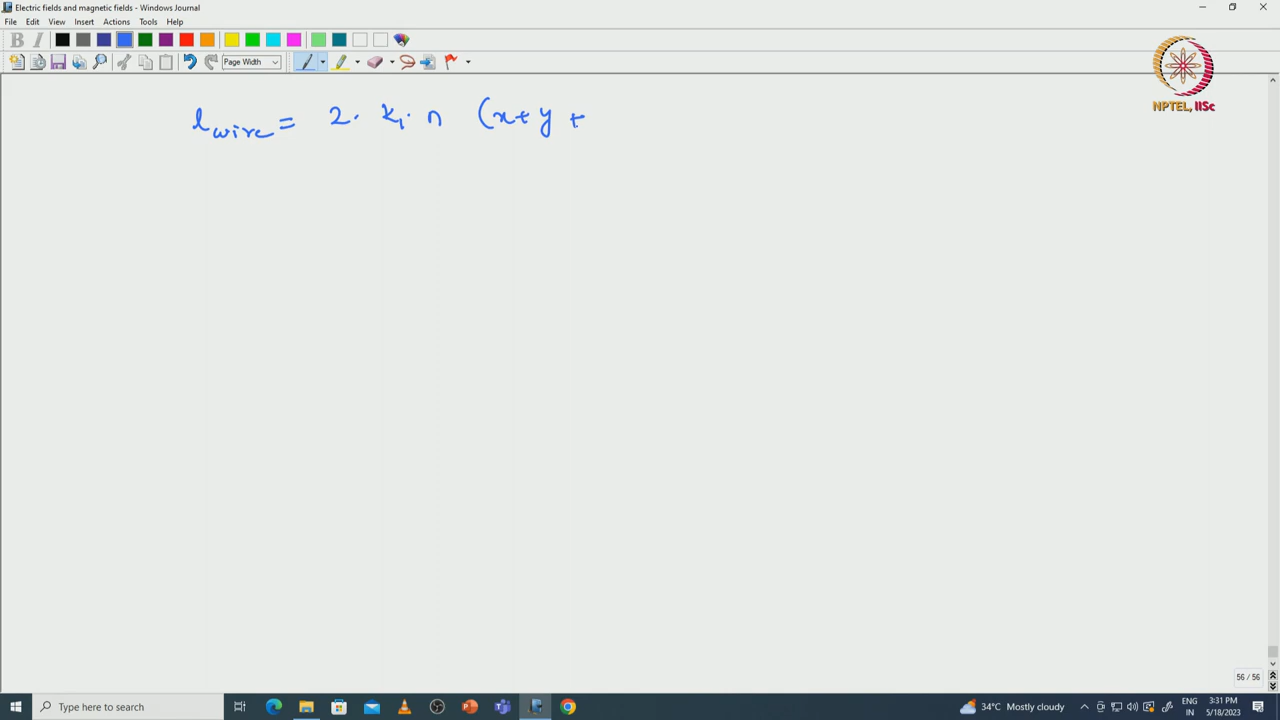 Electric fields and magnetic fields - Windows Journal
File Edit View Insert Actions Tools Help
B I
Page Width
NPTEL, IISc
l_wire = 2. k₁. n (x+y+
56 / 56
Type here to search
34°C Mostly cloudy
ENG
IN
3:31 PM
5/18/2023